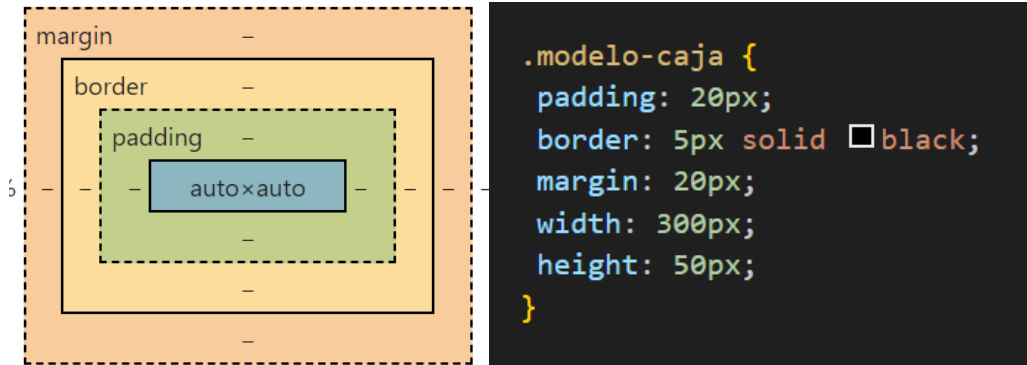 margin –
border –
padding –
% – – – auto×auto – – – –
–
–
–
.modelo-caja {
padding: 20px;
border: 5px solid black;
margin: 20px;
width: 300px;
height: 50px;
}